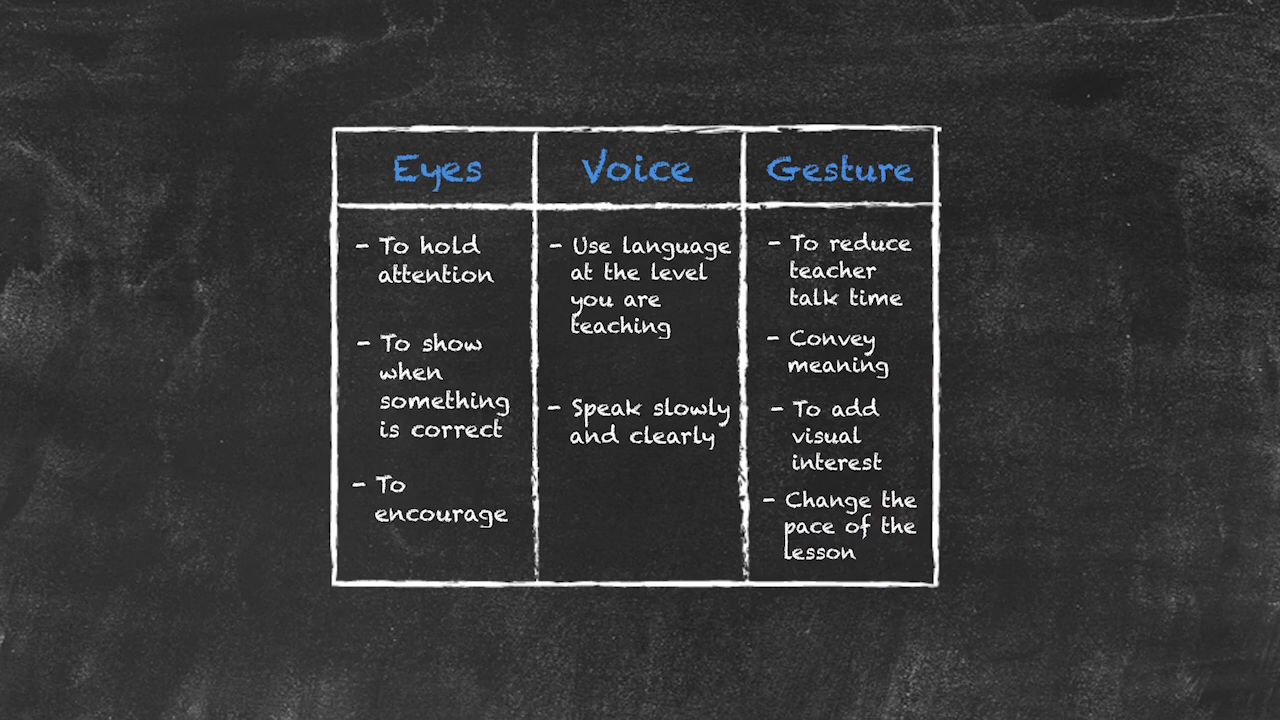 Eyes
Voice
Gesture
- To hold
attention
- To show
when
something
is correct
- To
encourage
- Use language
at the level
you are
teaching
- Speak slowly
and clearly
- To reduce
teacher
talk time
- Convey
meaning
- To add
visual
interest
- Change the
pace of the
lesson